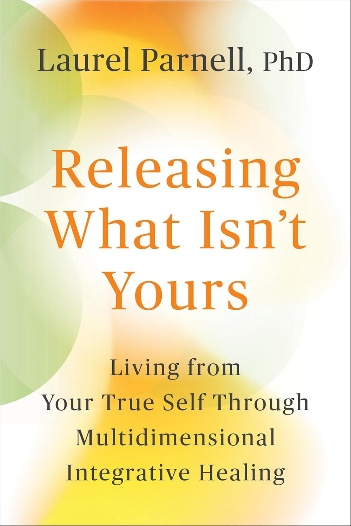 Laurel Parnell, PhD
Releasing
What Isn’t
Yours
Living from
Your True Self Through
Multidimensional
Integrative Healing